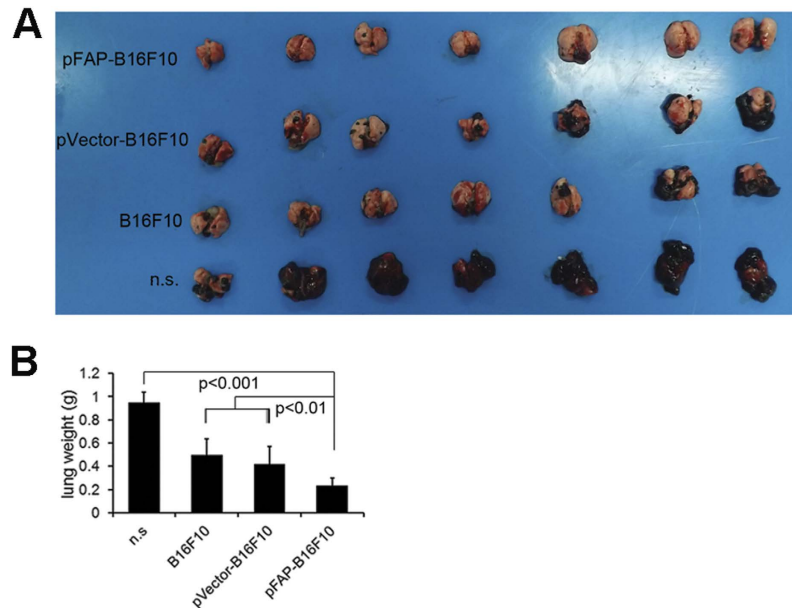 A
pFAP-B16F10
pVector-B16F10
B16F10
n.s.
B
1.2
1
0.8
0.6
0.4
0.2
0
lung weight (g)
p<0.001
p<0.01
n.s
B16F10
pVector-B16F10
pFAP-B16F10